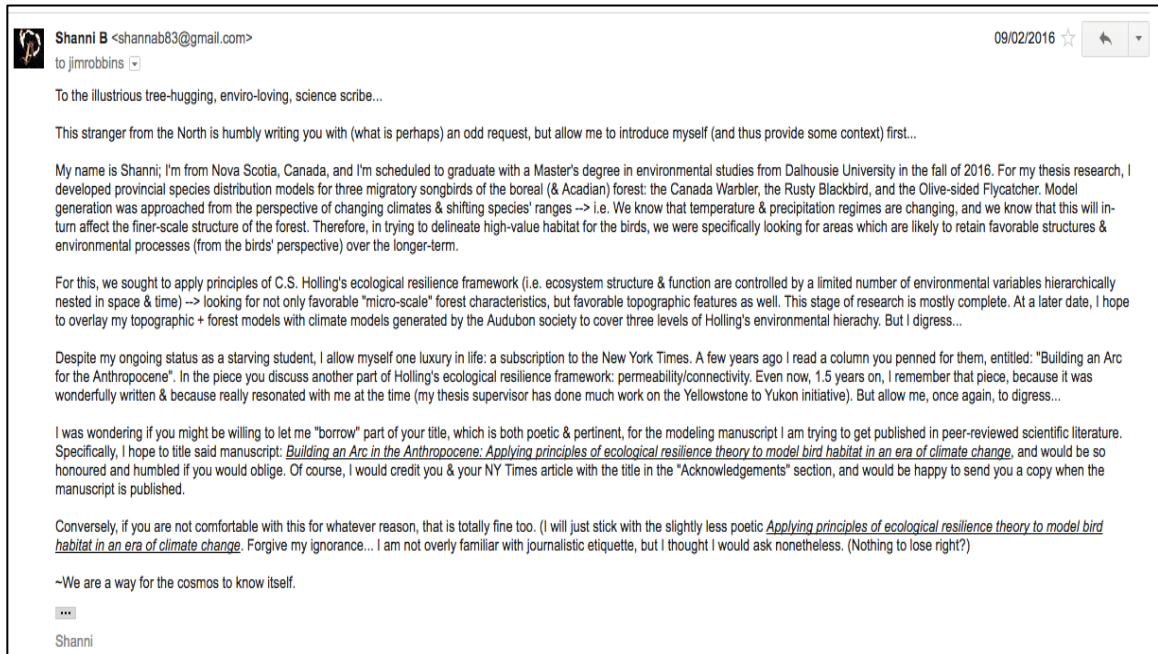 Shanni B <shannab83@gmail.com>
09/02/2016
to jimrobbins
To the illustrious tree-hugging, enviro-loving, science scribe...
This stranger from the North is humbly writing you with (what is perhaps) an odd request, but allow me to introduce myself (and thus provide some context) first...
My name is Shanni; I'm from Nova Scotia, Canada, and I'm scheduled to graduate with a Master's degree in environmental studies from Dalhousie University in the fall of 2016. For my thesis research, I
developed provincial species distribution models for three migratory songbirds of the boreal (& Acadian) forest: the Canada Warbler, the Rusty Blackbird, and the Olive-sided Flycatcher. Model
generation was approached from the perspective of changing climates & shifting species' ranges --> i.e. We know that temperature & precipitation regimes are changing, and we know that this will in-
turn affect the finer-scale structure of the forest. Therefore, in trying to delineate high-value habitat for the birds, we were specifically looking for areas which are likely to retain favorable structures &
environmental processes (from the birds' perspective) over the longer-term.
For this, we sought to apply principles of C.S. Holling's ecological resilience framework (i.e. ecosystem structure & function are controlled by a limited number of environmental variables hierarchically
nested in space & time) --> looking for not only favorable "micro-scale" forest characteristics, but favorable topographic features as well. This stage of research is mostly complete. At a later date, I hope
to overlay my topographic + forest models with climate models generated by the Audubon society to cover three levels of Holling's environmental hierachy. But I digress...
Despite my ongoing status as a starving student, I allow myself one luxury in life: a subscription to the New York Times. A few years ago I read a column you penned for them, entitled: "Building an Arc
for the Anthropocene". In the piece you discuss another part of Holling's ecological resilience framework: permeability/connectivity. Even now, 1.5 years on, I remember that piece, because it was
wonderfully written & because really resonated with me at the time (my thesis supervisor has done much work on the Yellowstone to Yukon initiative). But allow me, once again, to digress...
I was wondering if you might be willing to let me "borrow" part of your title, which is both poetic & pertinent, for the modeling manuscript I am trying to get published in peer-reviewed scientific literature.
Specifically, I hope to title said manuscript: Building an Arc in the Anthropocene: Applying principles of ecological resilience theory to model bird habitat in an era of climate change, and would be so
honoured and humbled if you would oblige. Of course, I would credit you & your NY Times article with the title in the "Acknowledgements" section, and would be happy to send you a copy when the
manuscript is published.
Conversely, if you are not comfortable with this for whatever reason, that is totally fine too. (I will just stick with the slightly less poetic Applying principles of ecological resilience theory to model bird
habitat in an era of climate change. Forgive my ignorance... I am not overly familiar with journalistic etiquette, but I thought I would ask nonetheless. (Nothing to lose right?)
~We are a way for the cosmos to know itself.
...
Shanni